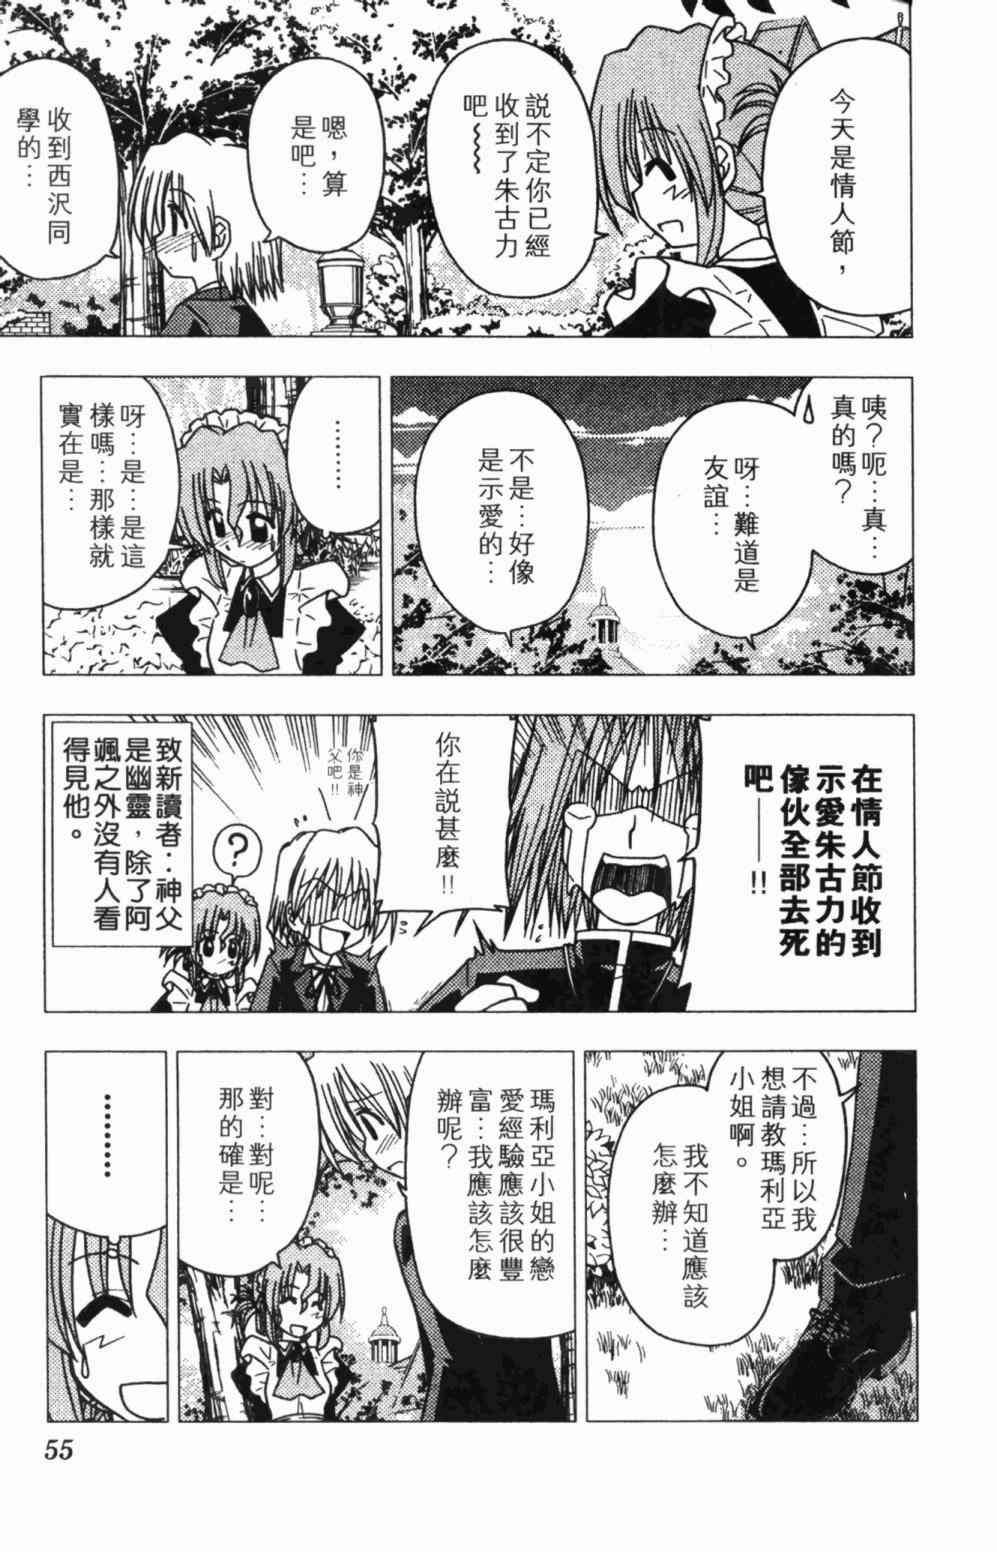 今天是情人節，
說不定你已經
收到了朱古力
吧～～
嗯，算
是吧…
收到西沢同
學的…
咦？呃…真…
真的嗎？
呀…難道是
友誼…
不是…好像
是示愛的…
………
呀…是…是這
樣嗎…那樣就
實在是…
在情人節收到
示愛朱古力的
傢伙全部去死
吧——!!
你在說甚麼!!
你是神
父吧!!
？
致新讀者：神父
是幽靈，除了阿
颯之外沒有人看
得見他。
不過…所以我
想請教瑪利亞
小姐啊。
我不知道應該
怎麼辦…
瑪利亞小姐的戀
愛經驗應該很豐
富…我應該怎麼
辦呢？
對…對呢…
那的確是…
………
55